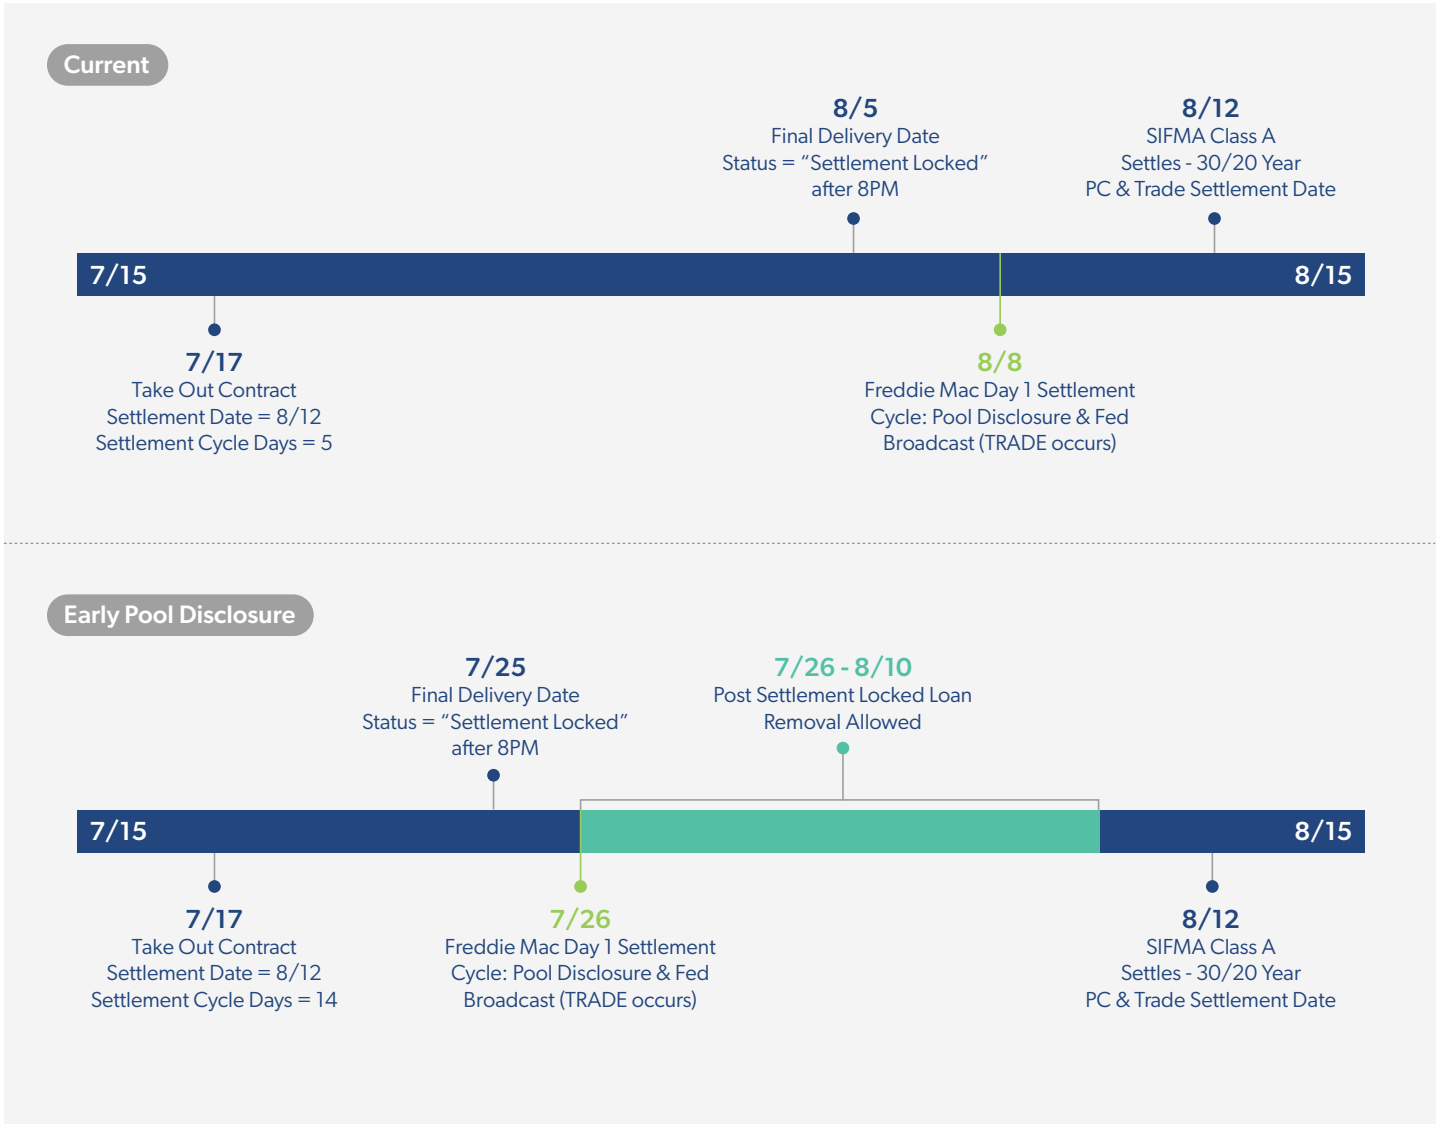 Current
8/5
Final Delivery Date
Status = “Settlement Locked”
after 8PM
8/12
SIFMA Class A
Settles - 30/20 Year
PC & Trade Settlement Date
7/15
8/15
7/17
Take Out Contract
Settlement Date = 8/12
Settlement Cycle Days = 5
8/8
Freddie Mac Day 1 Settlement
Cycle: Pool Disclosure & Fed
Broadcast (TRADE occurs)
Early Pool Disclosure
7/25
Final Delivery Date
Status = “Settlement Locked”
after 8PM
7/26 - 8/10
Post Settlement Locked Loan
Removal Allowed
7/15
8/15
7/17
Take Out Contract
Settlement Date = 8/12
Settlement Cycle Days = 14
7/26
Freddie Mac Day 1 Settlement
Cycle: Pool Disclosure & Fed
Broadcast (TRADE occurs)
8/12
SIFMA Class A
Settles - 30/20 Year
PC & Trade Settlement Date